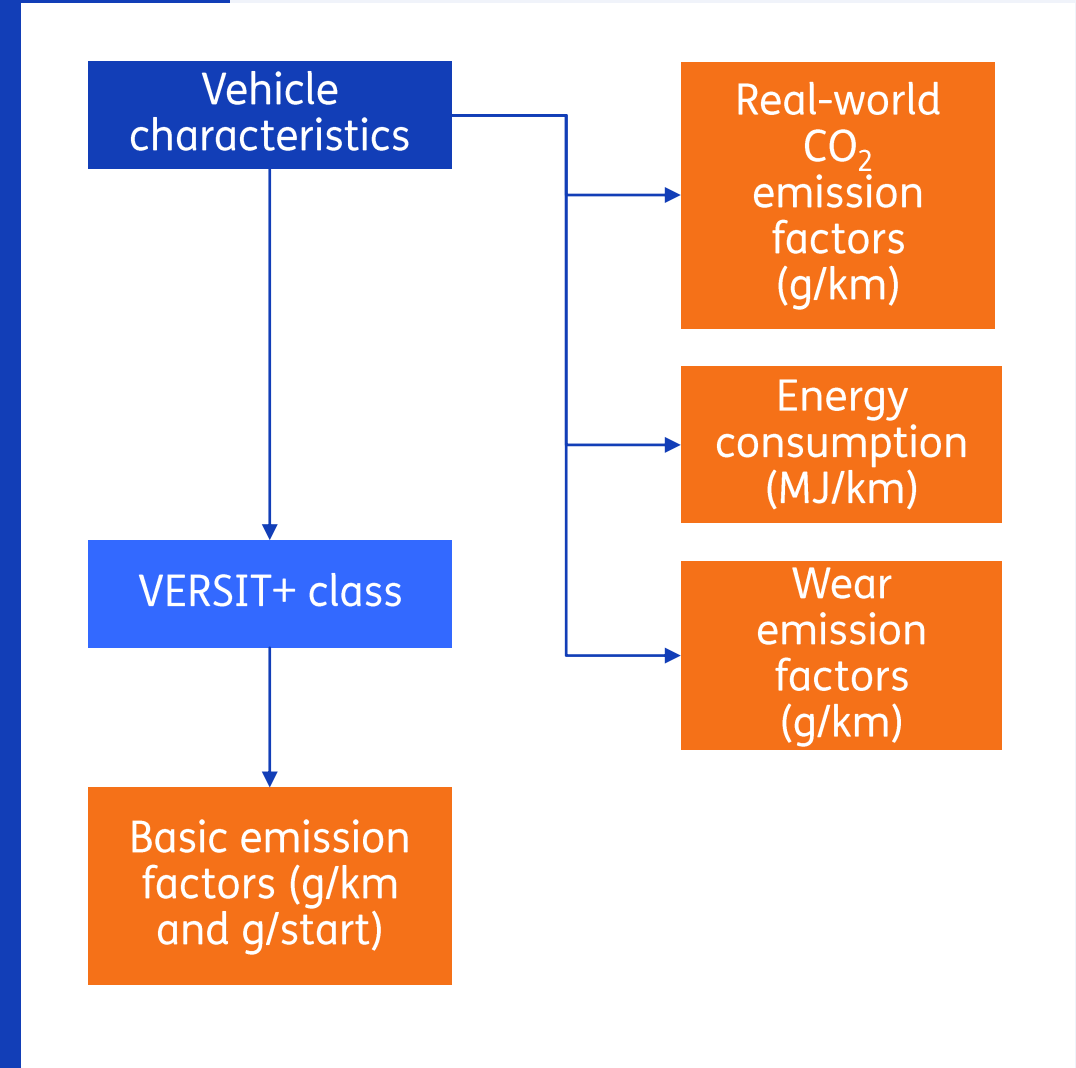 Vehicle
characteristics
Real-world
CO₂
emission
factors
(g/km)
Energy
consumption
(MJ/km)
VERSIT+ class
Wear
emission
factors
(g/km)
Basic emission
factors (g/km
and g/start)